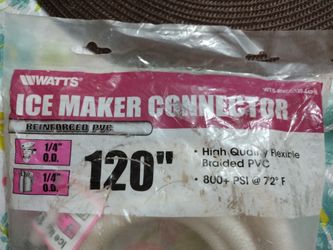 WATTS
ICE MAKER CONNECTOR
REINFORCED PVC
1/4"
O.D.
1/4"
O.D.
120"
• High Quality Flexible
Braided PVC
• 800+ PSI @ 72° F